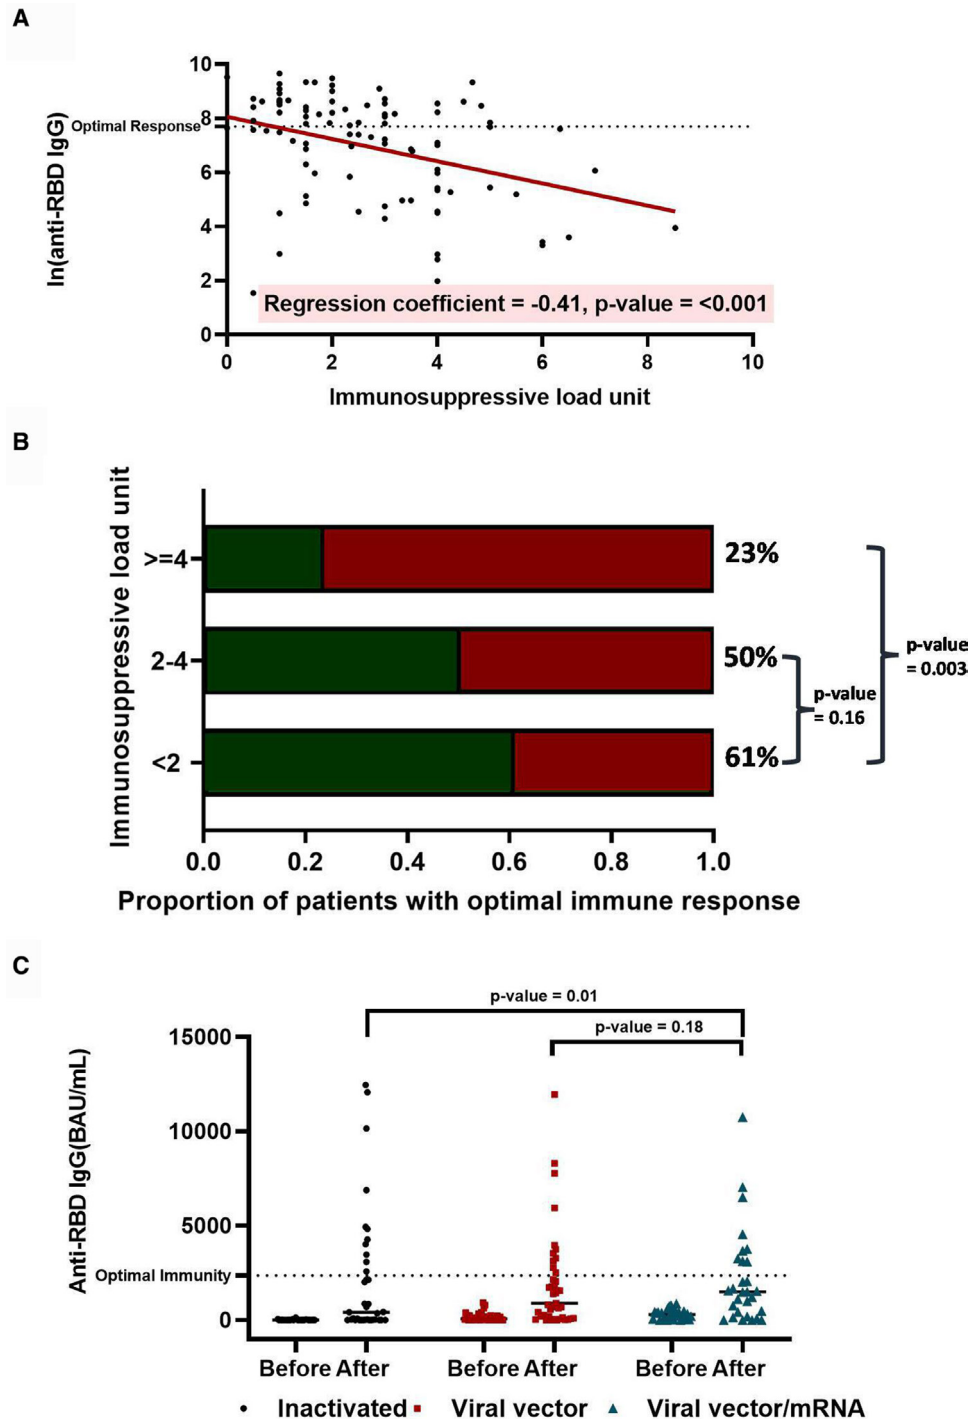 A
10
8
6
4
2
0
ln(anti-RBD IgG)
Optimal Response
Regression coefficient = -0.41, p-value = <0.001
0 2 4 6 8 10
Immunosuppressive load unit
B
Immunosuppressive load unit
>=4
2-4
<2
23%
50%
61%
p-value
= 0.003
p-value
= 0.16
0.0 0.2 0.4 0.6 0.8 1.0
Proportion of patients with optimal immune response
C
p-value = 0.01
p-value = 0.18
Anti-RBD IgG(BAU/mL)
15000
10000
5000
Optimal Immunity
0
Before After Before After Before After
Inactivated Viral vector Viral vector/mRNA